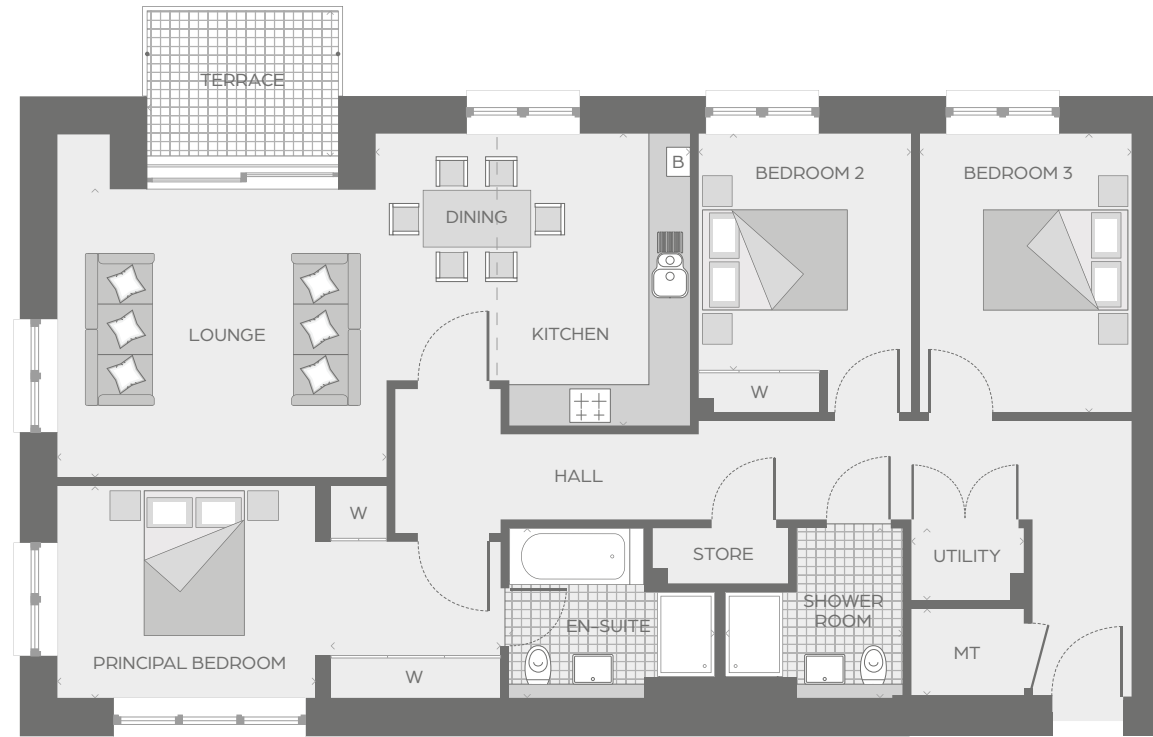 TERRACE
B
BEDROOM 2
BEDROOM 3
DINING
LOUNGE
KITCHEN
W
HALL
W
STORE
UTILITY
SHOWER
ROOM
EN-SUITE
MT
PRINCIPAL BEDROOM
W